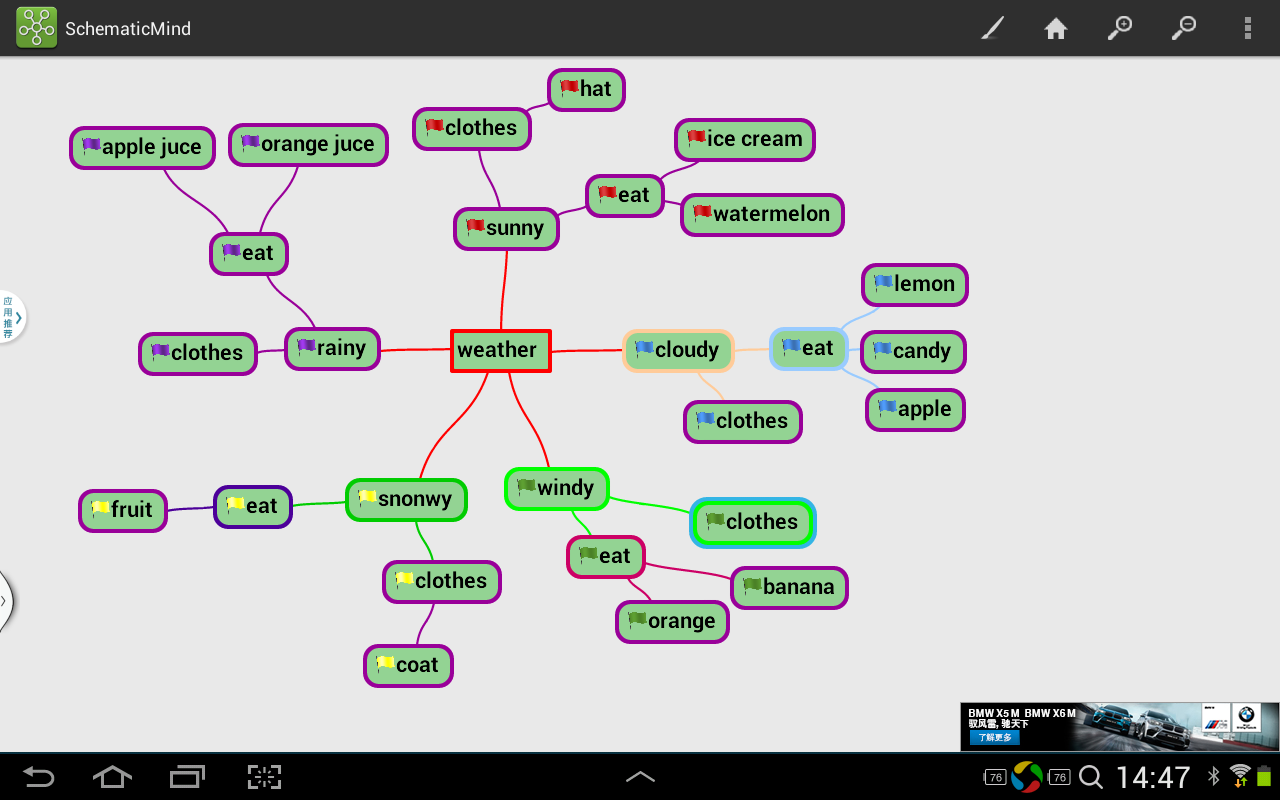 SchematicMind
hat
clothes
apple juce
orange juce
ice cream
eat
watermelon
sunny
eat
lemon
clothes
rainy
weather
cloudy
eat
candy
clothes
apple
fruit
eat
snonwy
windy
clothes
eat
clothes
banana
orange
coat
应用推荐
BMW X5 M BMW X6 M
驭风雷, 驰天下
了解更多
76
76
14:47